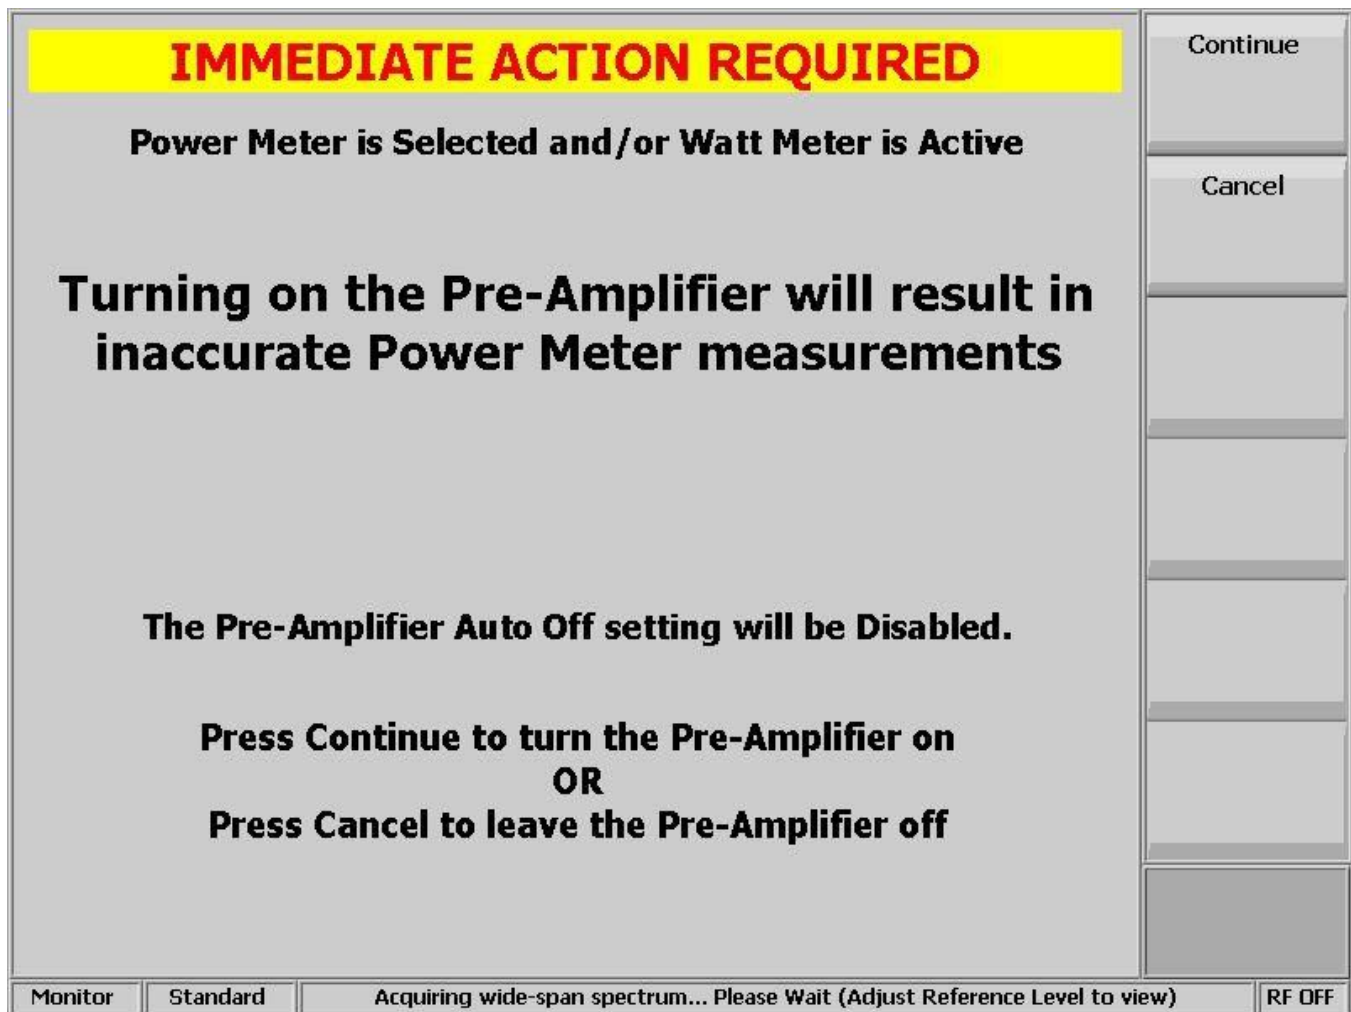 IMMEDIATE ACTION REQUIRED
Power Meter is Selected and/or Watt Meter is Active
Turning on the Pre-Amplifier will result in
inaccurate Power Meter measurements
The Pre-Amplifier Auto Off setting will be Disabled.
Press Continue to turn the Pre-Amplifier on
OR
Press Cancel to leave the Pre-Amplifier off
Continue
Cancel
Monitor
Standard
Acquiring wide-span spectrum... Please Wait (Adjust Reference Level to view)
RF OFF